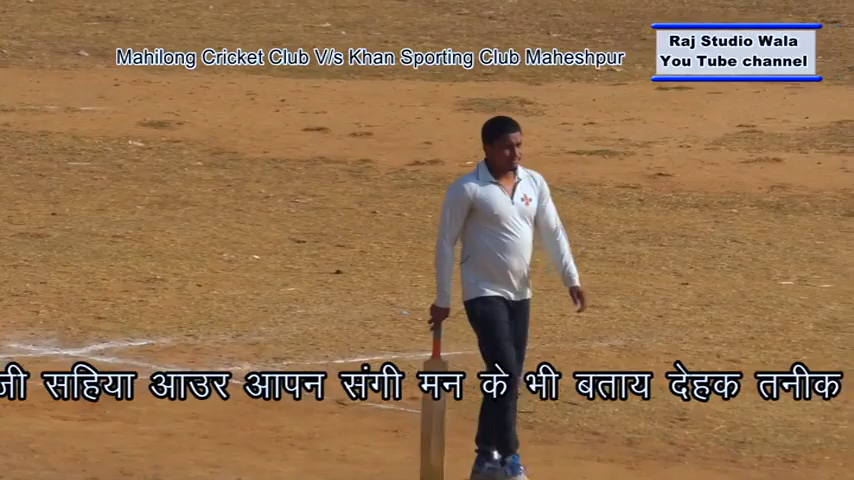 Mahilong Cricket Club V/s Khan Sporting Club Maheshpur
Raj Studio Wala
You Tube channel
जी सहिया आउर आपन संगी मन के भी बताय देहक तनीक